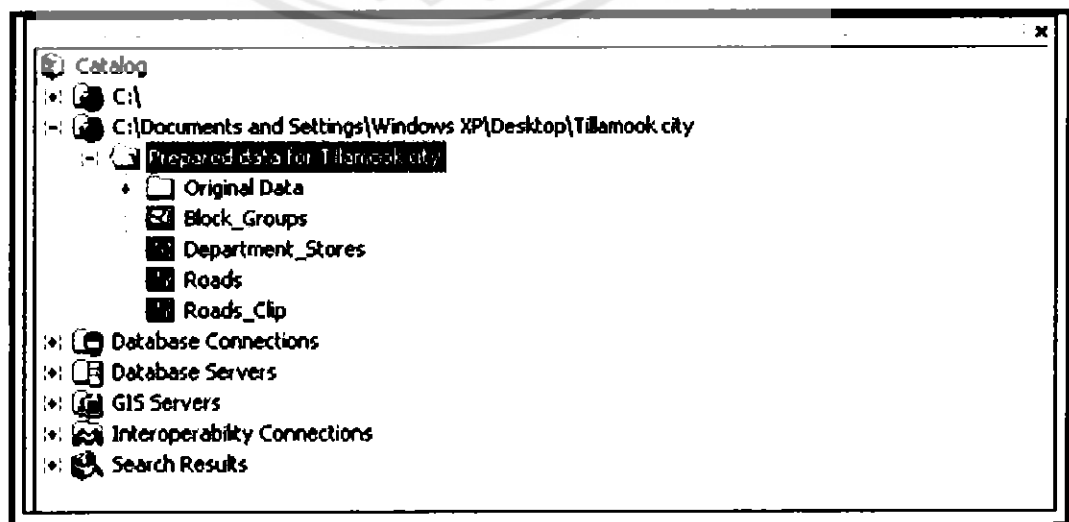 Catalog
C:\
C:\Documents and Settings\Windows XP\Desktop\Tillamook city
Prepared data for Tillamook city
Original Data
Block_Groups
Department_Stores
Roads
Roads_Clip
Database Connections
Database Servers
GIS Servers
Interoperability Connections
Search Results